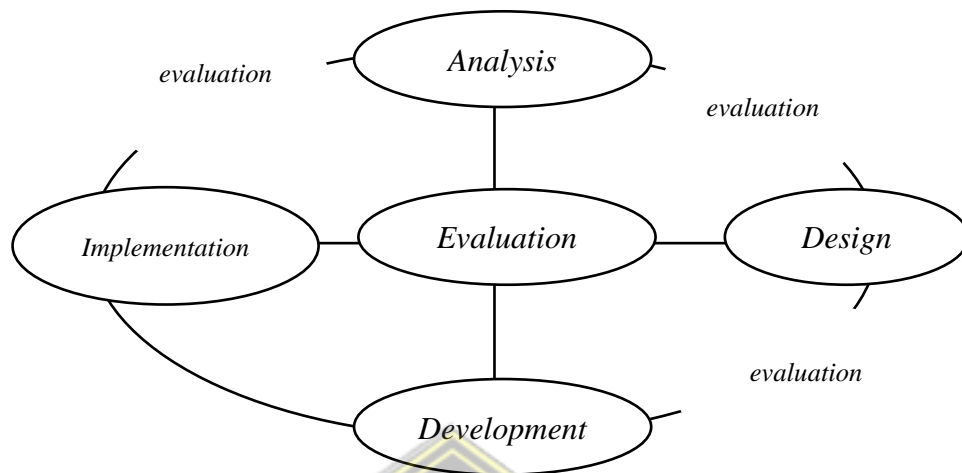 Analysis
evaluation
evaluation
Implementation
Evaluation
Design
evaluation
Development